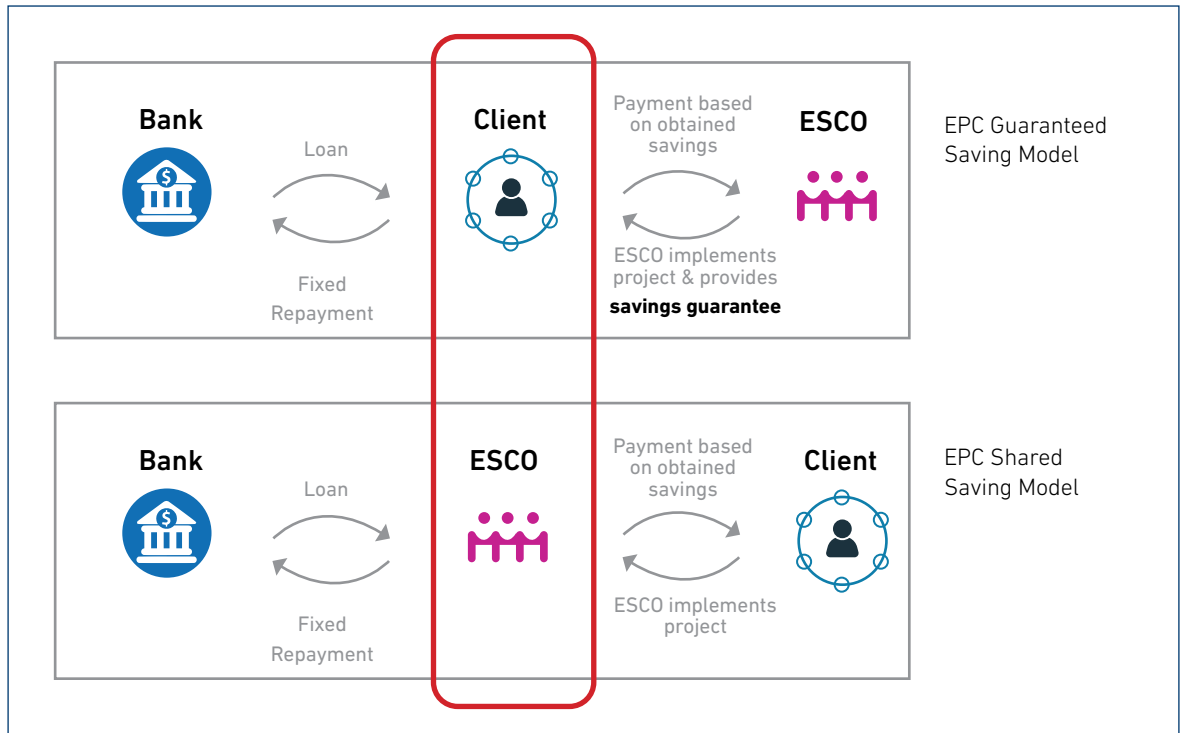 Bank
Client
ESCO
Loan
Fixed
Repayment
Payment based
on obtained
savings
ESCO implements
project & provides
savings guarantee
EPC Guaranteed
Saving Model
Bank
ESCO
Client
Loan
Fixed
Repayment
Payment based
on obtained
savings
ESCO implements
project
EPC Shared
Saving Model
$
$